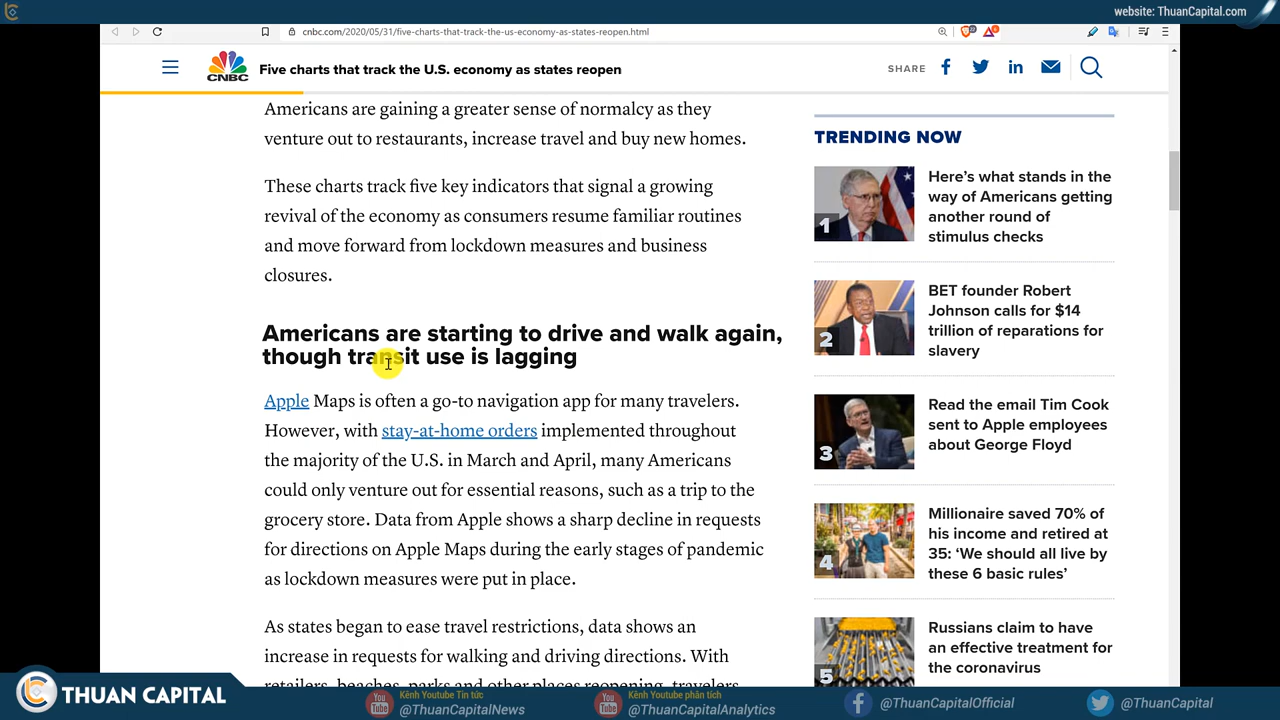 website: ThuanCapital.com
cnbc.com/2020/05/31/five-charts-that-track-the-us-economy-as-states-reopen.html
CNBC
Five charts that track the U.S. economy as states reopen
SHARE
Americans are gaining a greater sense of normalcy as they
venture out to restaurants, increase travel and buy new homes.
These charts track five key indicators that signal a growing
revival of the economy as consumers resume familiar routines
and move forward from lockdown measures and business
closures.
Americans are starting to drive and walk again,
though transit use is lagging
Apple Maps is often a go-to navigation app for many travelers.
However, with stay-at-home orders implemented throughout
the majority of the U.S. in March and April, many Americans
could only venture out for essential reasons, such as a trip to the
grocery store. Data from Apple shows a sharp decline in requests
for directions on Apple Maps during the early stages of pandemic
as lockdown measures were put in place.
As states began to ease travel restrictions, data shows an
increase in requests for walking and driving directions. With
retailers, beaches, parks and other places reopening, travelers
TRENDING NOW
1
Here's what stands in the
way of Americans getting
another round of
stimulus checks
2
BET founder Robert
Johnson calls for $14
trillion of reparations for
slavery
3
Read the email Tim Cook
sent to Apple employees
about George Floyd
4
Millionaire saved 70% of
his income and retired at
35: ‘We should all live by
these 6 basic rules’
5
Russians claim to have
an effective treatment for
the coronavirus
THUAN CAPITAL
You Tube
Kênh Youtube Tin tức
@ThuanCapitalNews
You Tube
Kênh Youtube phân tích
@ThuanCapitalAnalytics
@ThuanCapitalOfficial
@ThuanCapital